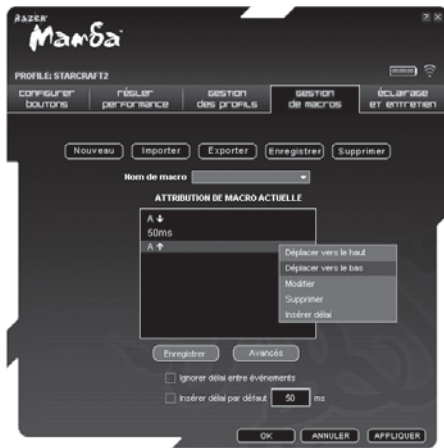 RAZER
Mamba
? x
PROFILE: STARCRAFT2
CONFIGURER BOUTONS
RÉGLER PERFORMANCE
GESTION DES PROFILS
GESTION DE MACROS
ÉCLAIRAGE ET ENTRETIEN
Nouveau Importer Exporter Enregistrer Supprimer
Nom de macro
ATTRIBUTION DE MACRO ACTUELLE
A ↓
50ms
A ↑
Déplacer vers le haut
Déplacer vers le bas
Modifier
Supprimer
Insérer délai
Enregistrer Avancés
Ignorer délai entre événements
Insérer délai par défaut 50 ms
OK ANNULER APPLIQUER